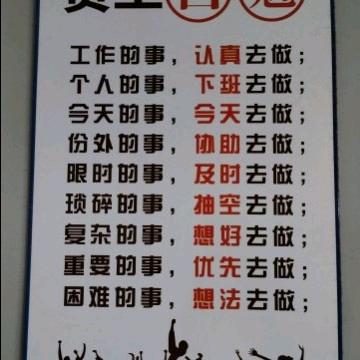 工作的事，认真去做；
个人的事，下班去做；
今天的事，今天去做；
份外的事，协助去做；
限时的事，及时去做；
琐碎的事，抽空去做；
复杂的事，想好去做；
重要的事，优先去做；
困难的事，想法去做；